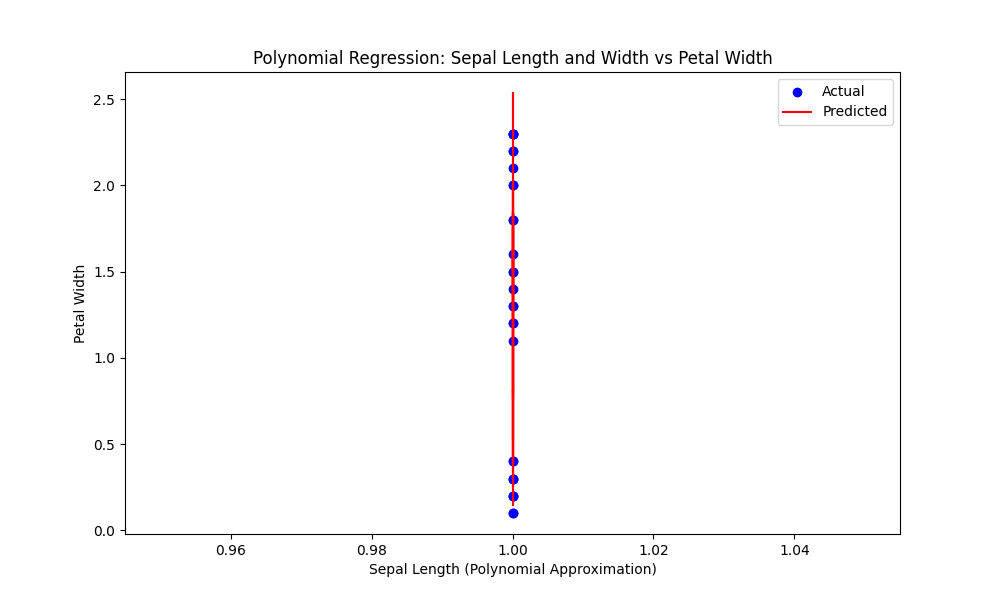 Polynomial Regression: Sepal Length and Width vs Petal Width
Actual
Predicted
2.5
2.0
1.5
1.0
0.5
0.0
Petal Width
0.96
0.98
1.00
1.02
1.04
Sepal Length (Polynomial Approximation)